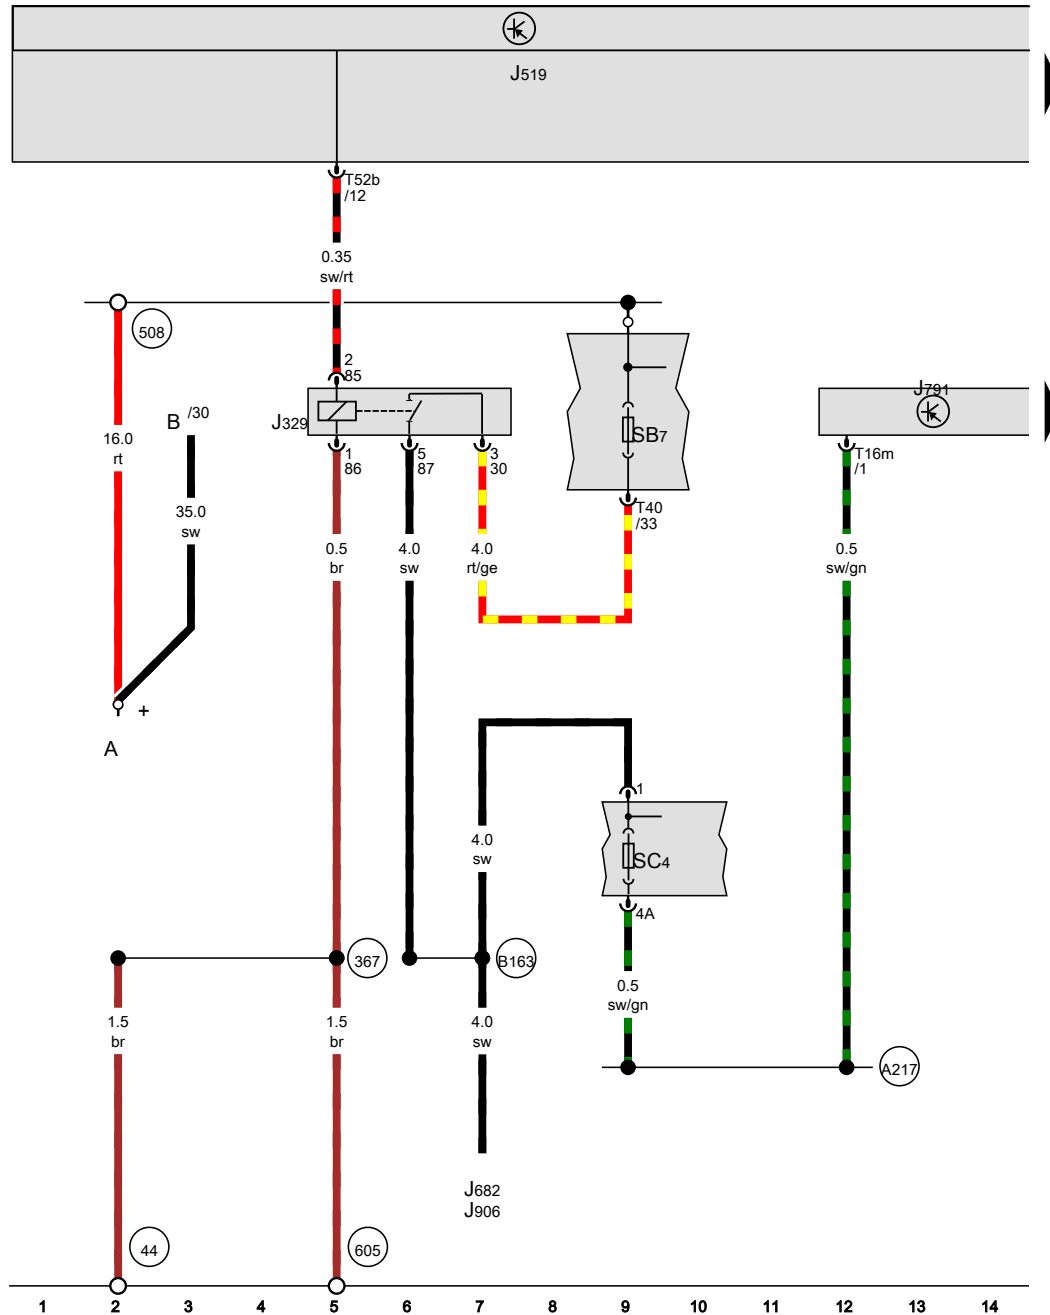 J519
T52b
/12
0.35
sw/rt
508
2
85
B /30
16.0
rt
35.0
sw
J329
1
86
5
87
3
30
SB7
T40
/33
J791
T16m
/1
0.5
br
4.0
sw
4.0
rt/ge
0.5
sw/gn
+
A
1
4.0
sw
SC4
4A
367
B163
0.5
sw/gn
1.5
br
1.5
br
4.0
sw
A217
J682
J906
44
605
1 2 3 4 5 6 7 8 9 10 11 12 13 14